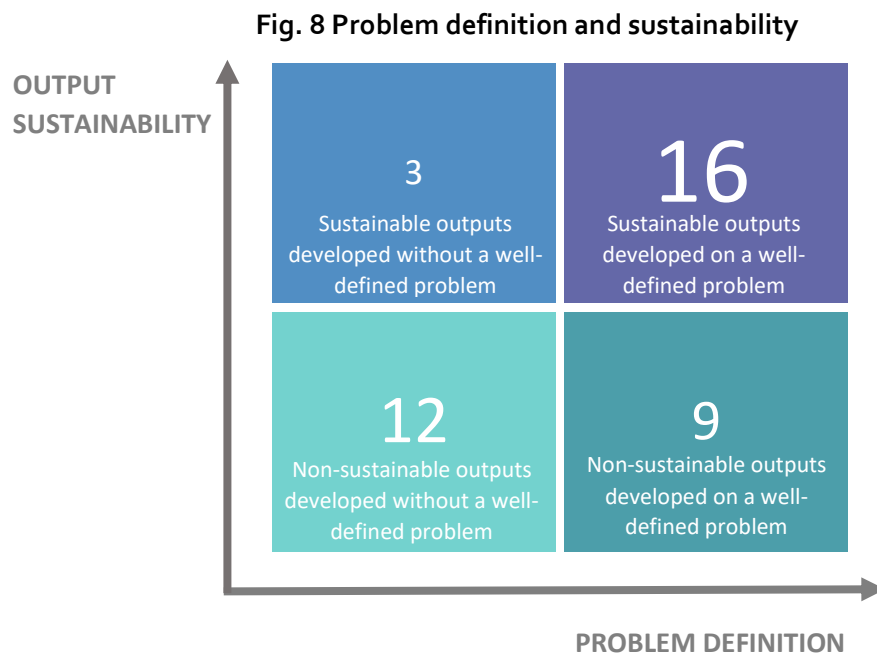 Fig. 8 Problem definition and sustainability
OUTPUT
SUSTAINABILITY
3
Sustainable outputs
developed without a well-
defined problem
16
Sustainable outputs
developed on a well-
defined problem
12
Non-sustainable outputs
developed without a well-
defined problem
9
Non-sustainable outputs
developed on a well-
defined problem
PROBLEM DEFINITION